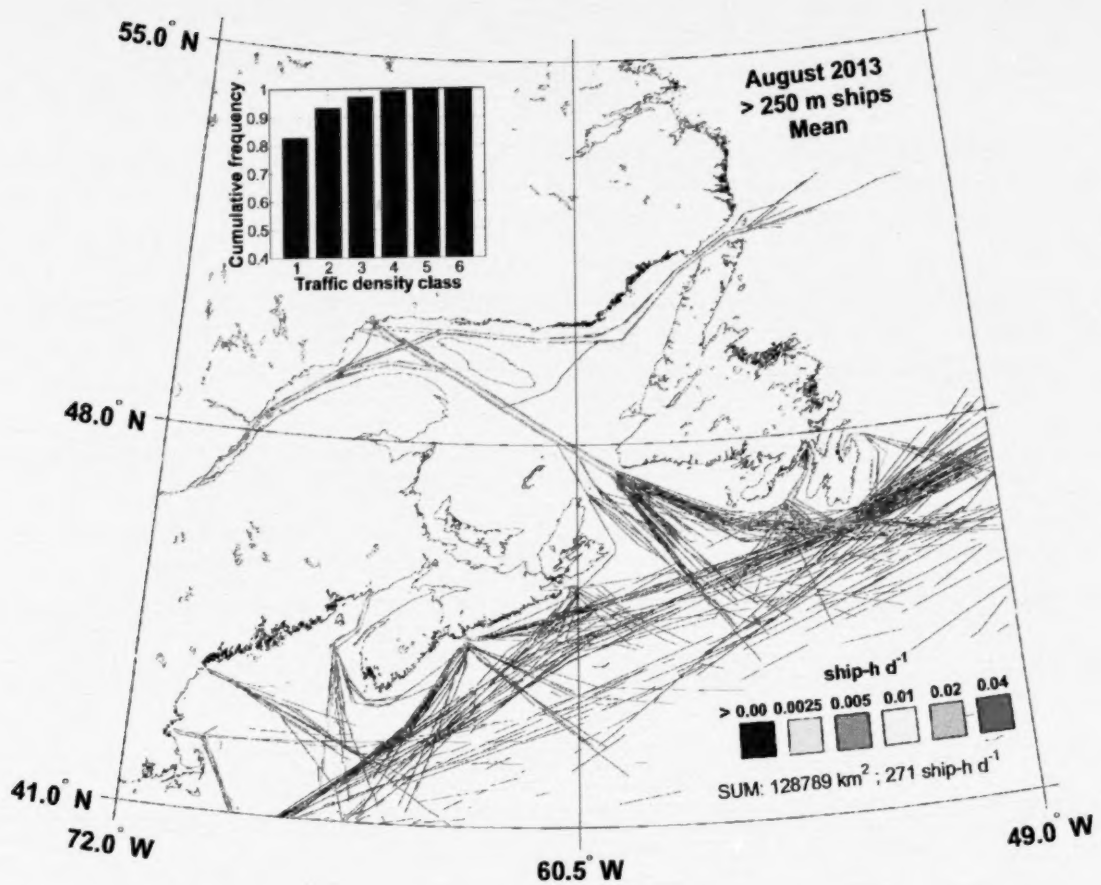 55.0° N
August 2013
> 250 m ships
Mean
Cumulative frequency
1
0.9
0.8
0.7
0.6
0.5
0.4
1 2 3 4 5 6
Traffic density class
48.0° N
ship-h d⁻¹
> 0.00 0.0025 0.005 0.01 0.02 0.04
SUM: 128789 km² ; 271 ship-h d⁻¹
41.0° N
72.0° W
60.5° W
49.0° W